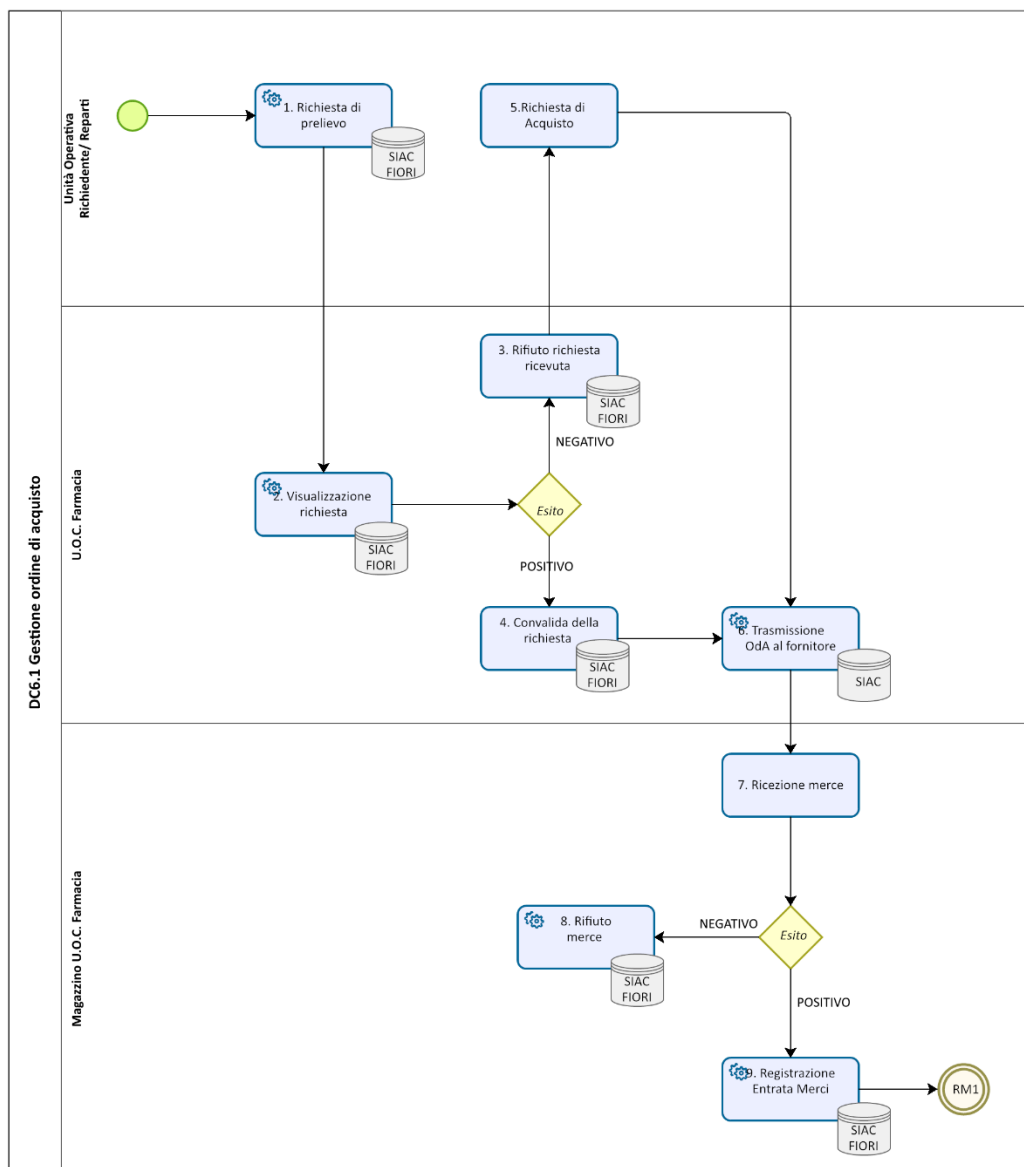 DC6.1 Gestione ordine di acquisto
Unità Operativa
Richiedente/ Reparti
1. Richiesta di
prelievo
SIAC
FIORI
5.Richiesta di
Acquisto
U.O.C. Farmacia
3. Rifiuto richiesta
ricevuta
SIAC
FIORI
NEGATIVO
2. Visualizzazione
richiesta
SIAC
FIORI
Esito
POSITIVO
4. Convalida della
richiesta
SIAC
FIORI
6. Trasmissione
OdA al fornitore
SIAC
Magazzino U.O.C. Farmacia
7. Ricezione merce
8. Rifiuto
merce
SIAC
FIORI
NEGATIVO
Esito
POSITIVO
9. Registrazione
Entrata Merci
SIAC
FIORI
RM1